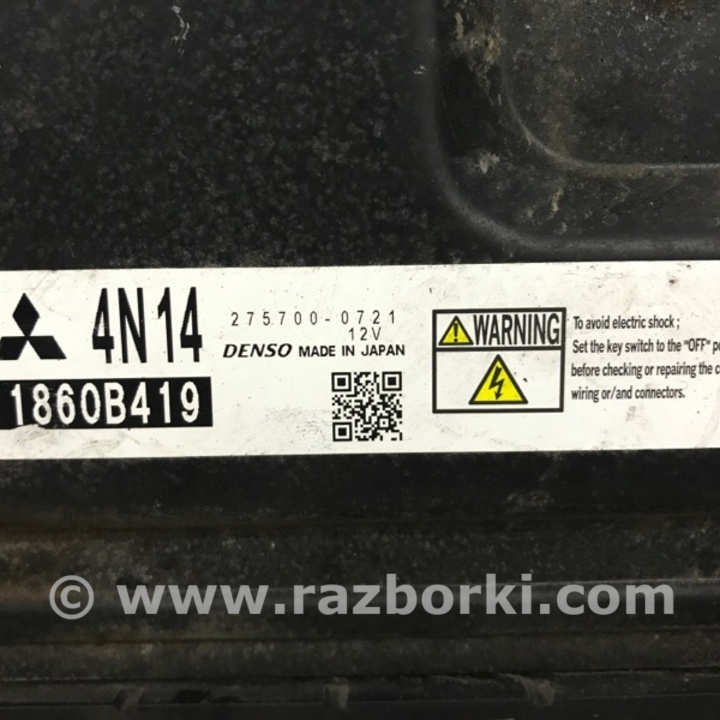 4N14
275700-0721
12V
DENSO MADE IN JAPAN
1860B419
WARNING
To avoid electric shock;
Set the key switch to the "OFF"
before checking or repairing the
wiring or/and connectors.
© www.razborki.com